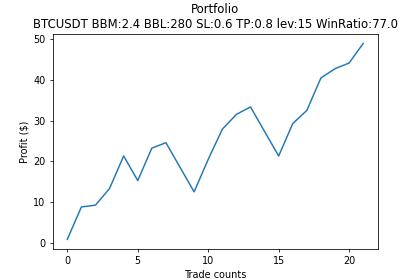 Portfolio
BTCUSDT BBM:2.4 BBL:280 SL:0.6 TP:0.8 lev:15 WinRatio:77.0
50
40
30
20
10
0
Profit ($)
0 5 10 15 20
Trade counts